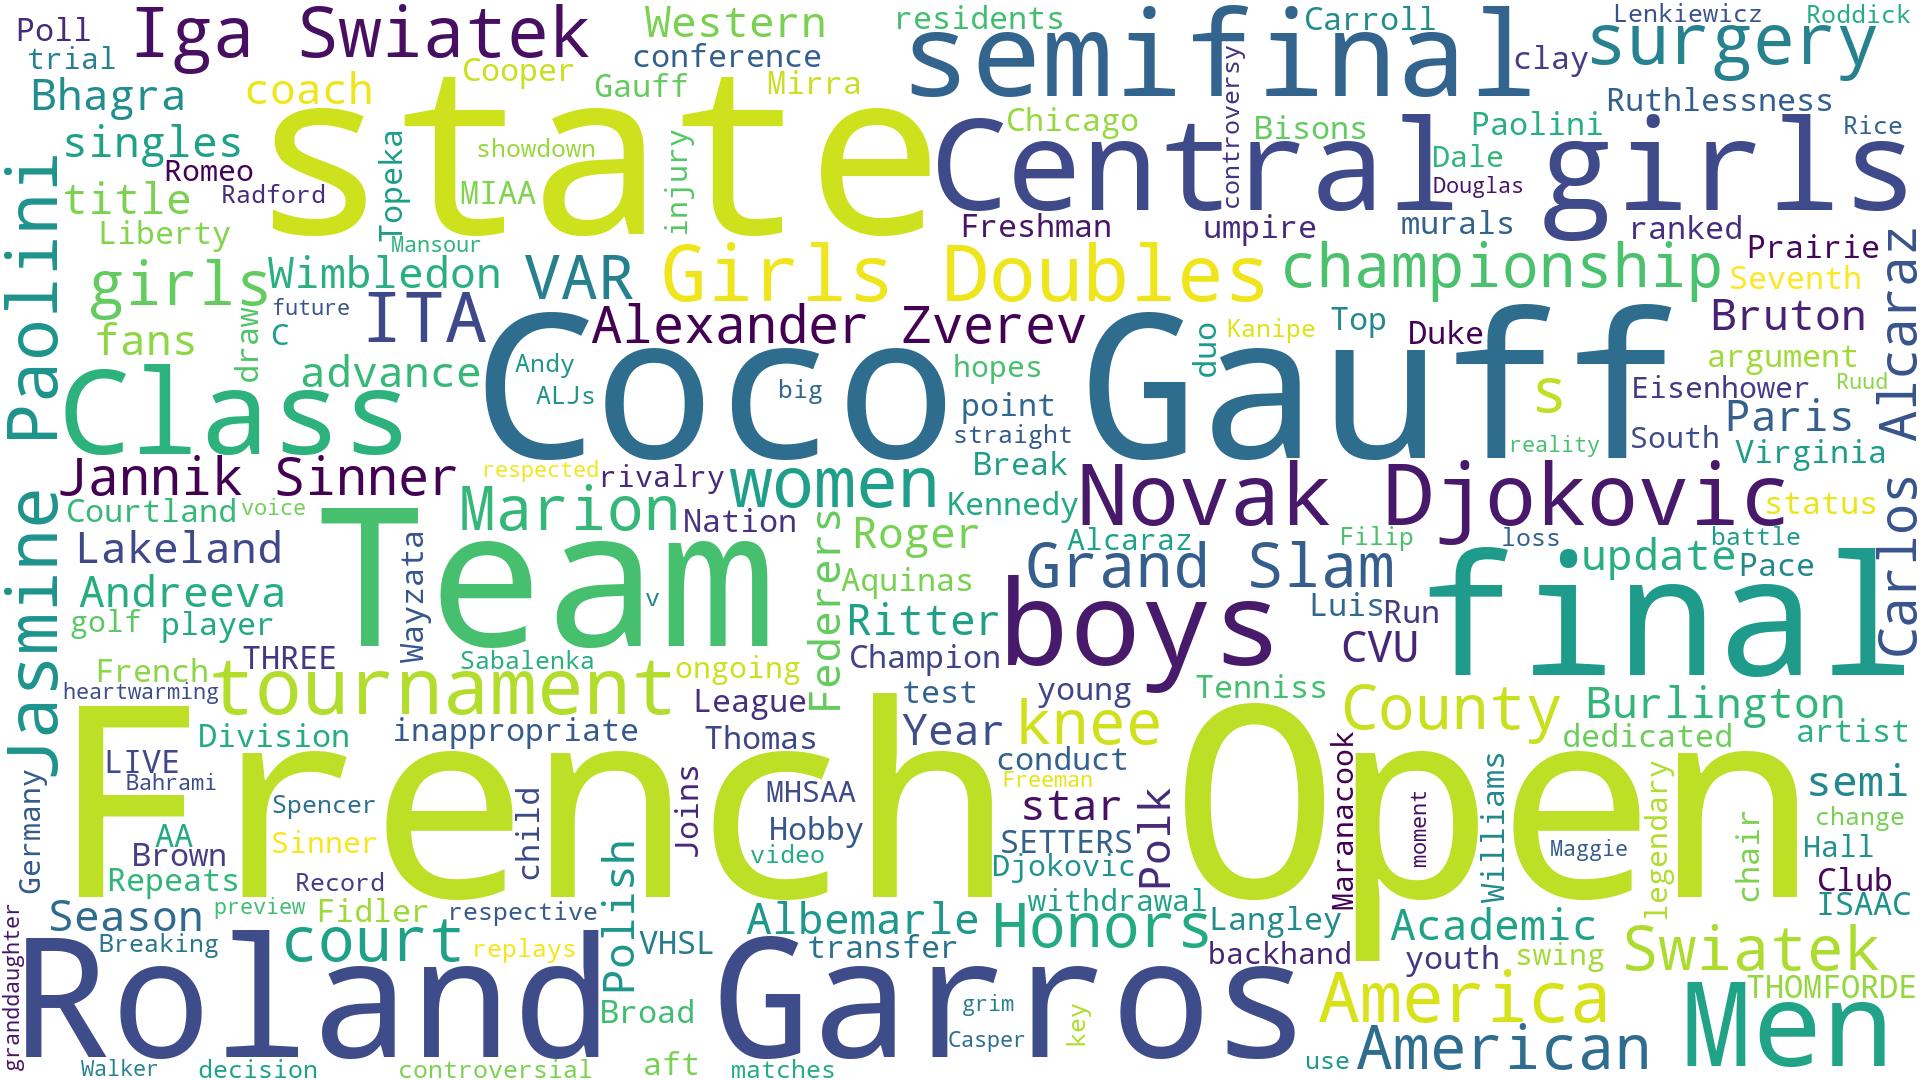 Poll
Iga Swiatek
Western
residents
semifinal
Carroll
Lenkiewicz
Roddick
trial
conference
controversy
clay
surgery
Bhagra
coach
Cooper
Gauff
Mirra
Ruthlessness
singles
state
showdown
injury
Chicago
Central
Bisons
Paolini
Rice
girls
Jasmine Paolini
Romeo
Radford
Topeka
MIAA
Dale
Douglas
title
Liberty
Mansour
Freshman
umpire
murals
ranked
Prairie
Carlos Alcaraz
girls
Wimbledon
VAR
Girls Doubles
championship
Seventh
future
fans
draw
C
ITA
Coco Gauff
Alexander Zverev
duo
Kanipe
Top
Duke
Bruton
Class
advance
Andy
ALJs
big
hopes
argument
s
Eisenhower
Ruud
point
straight
Paris
reality
South
Virginia
Jannik Sinner
respected
rivalry
women
Break
Novak Djokovic
Courtland
voice
Team
Marion
Nation
Kennedy
status
Lakeland
Wayzata
Federers
Roger
Alcaraz
Filip
loss
battle
Grand Slam
final
update
Pace
Andreeva
v
Aquinas
boys
golf
player
Ritter
Luis
Run
CVU
French
THREE
Sabalenka
ongoing
Champion
heartwarming
tournament
League
test
young
Tenniss
County
Burlington
Division
inappropriate
Thomas
Year
knee
dedicated
artist
French Open
LIVE
Bahrami
conduct
Freeman
semi
Germany
Spencer
child
Joins
MHSAA
star
Polk
Maranacook
moment
Williams
legendary
chair
change
AA
Sinner
Hobby
SETTERS
Brown
video
Djokovic
Maggie
Hall
Repeats
Record
Polish
withdrawal
Club
ISAAC
granddaughter
Season
preview
Fidler
respective
Albemarle
Honors
Langley
Academic
Breaking
court
replays
VHSL
transfer
backhand
youth
swing
Swiatek
Roland Garros
Broad
grim
key
America
Men
THOMFORDE
Casper
American
Walker
decision
controversial
aft
matches
use